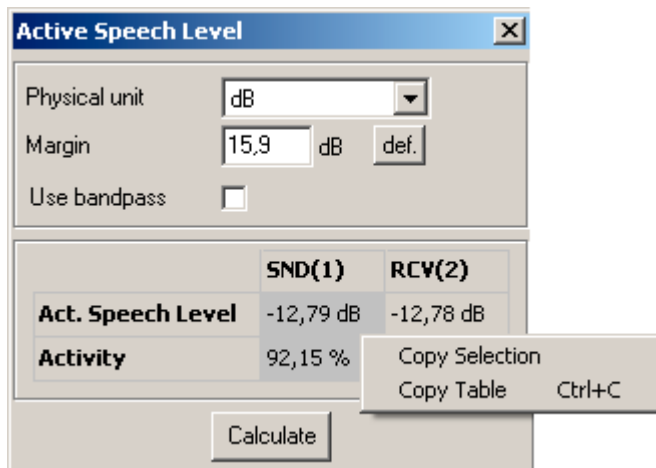 Active Speech Level
Physical unit dB
Margin 15,9 dB def.
Use bandpass
SND(1) RCV(2)
Act. Speech Level -12,79 dB -12,78 dB
Activity 92,15 %
Copy Selection
Copy Table Ctrl+C
Calculate